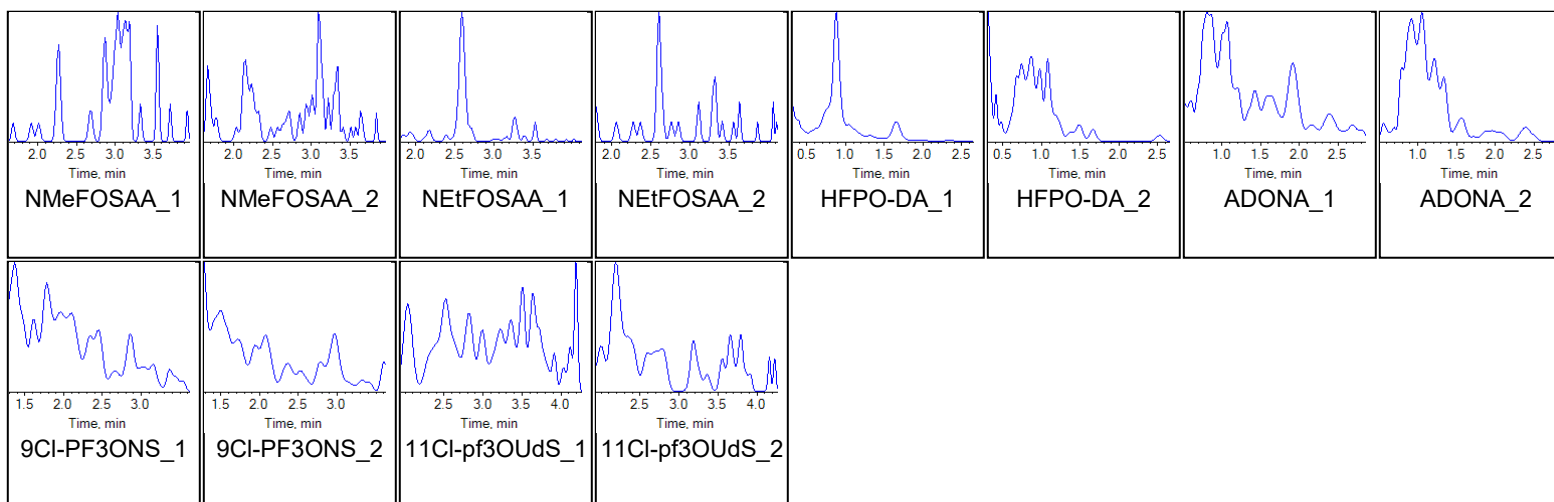 2.0 2.5 3.0 3.5 2.0 2.5 3.0 3.5 2.0 2.5 3.0 3.5 2.0 2.5 3.0 3.5 0.5 1.0 1.5 2.0 2.5 0.5 1.0 1.5 2.0 2.5 1.0 1.5 2.0 2.5 1.0 1.5 2.0 2.5
Time, min Time, min Time, min Time, min Time, min Time, min Time, min Time, min
NMeFOSAA_1 NMeFOSAA_2 NEtFOSAA_1 NEtFOSAA_2 HFPO-DA_1 HFPO-DA_2 ADONA_1 ADONA_2
1.5 2.0 2.5 3.0 1.5 2.0 2.5 3.0 2.5 3.0 3.5 4.0 2.5 3.0 3.5 4.0
Time, min Time, min Time, min Time, min
9Cl-PF3ONS_1 9Cl-PF3ONS_2 11Cl-pf3OUdS_1 11Cl-pf3OUdS_2